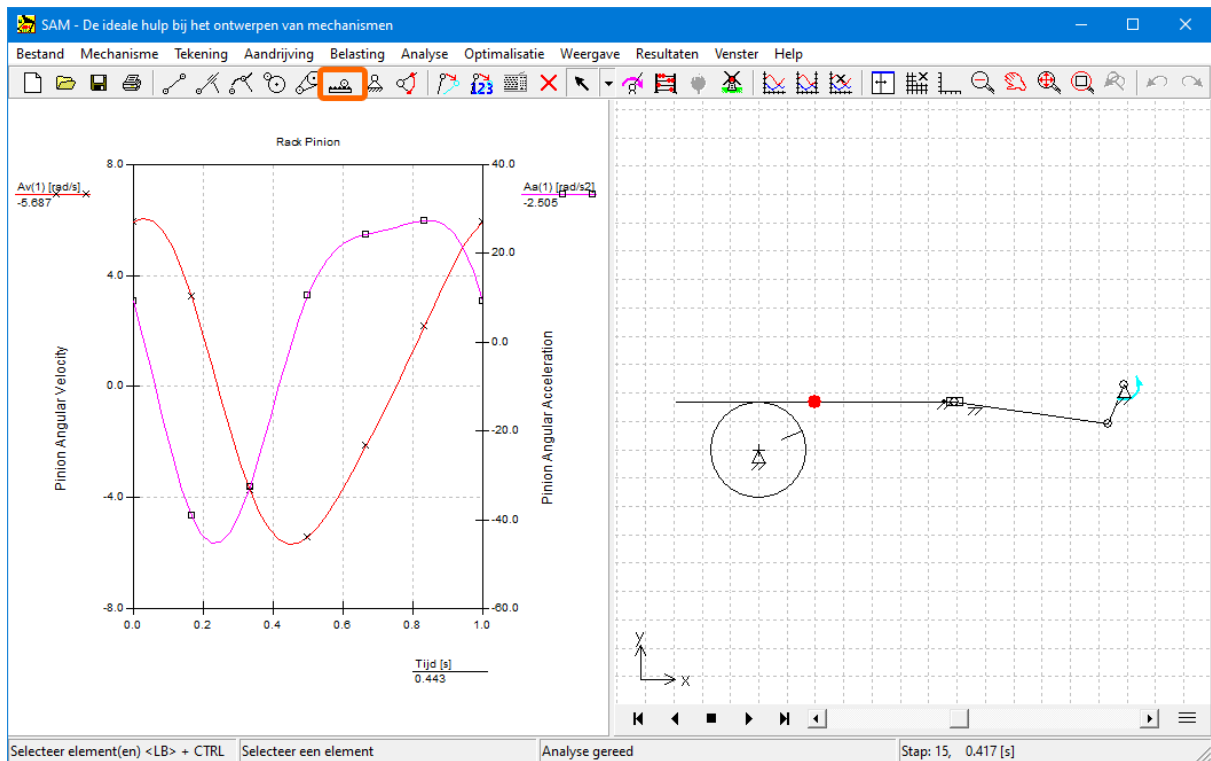 SAM - De ideale hulp bij het ontwerpen van mechanismen
Bestand Mechanisme Tekening Aandrijving Belasting Analyse Optimalisatie Weergave Resultaten Venster Help
123
Rack Pinion
Av(1) [rad/s]
-5.687
Aa(1) [rad/s2]
-2.505
8.0
4.0
0.0
-4.0
-8.0
Pinion Angular Velocity
40.0
20.0
0.0
-20.0
-40.0
-60.0
Pinion Angular Acceleration
0.0 0.2 0.4 0.6 0.8 1.0
Tijd [s]
0.443
y
x
Selecteer element(en) <LB> + CTRL Selecteer een element Analyse gereed Stap: 15, 0.417 [s]